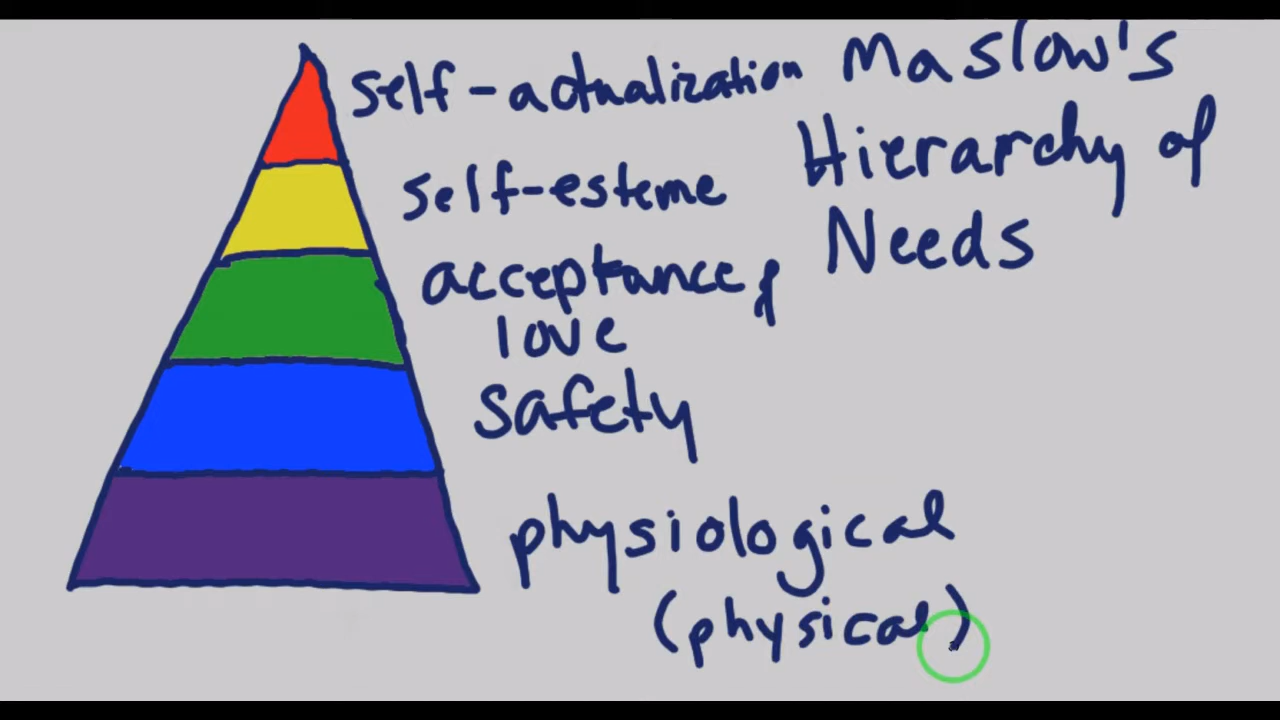 Maslow's
Hierarchy of
Needs
self-actualization
self-esteme
acceptance,
love
safety
physiological
(physical)